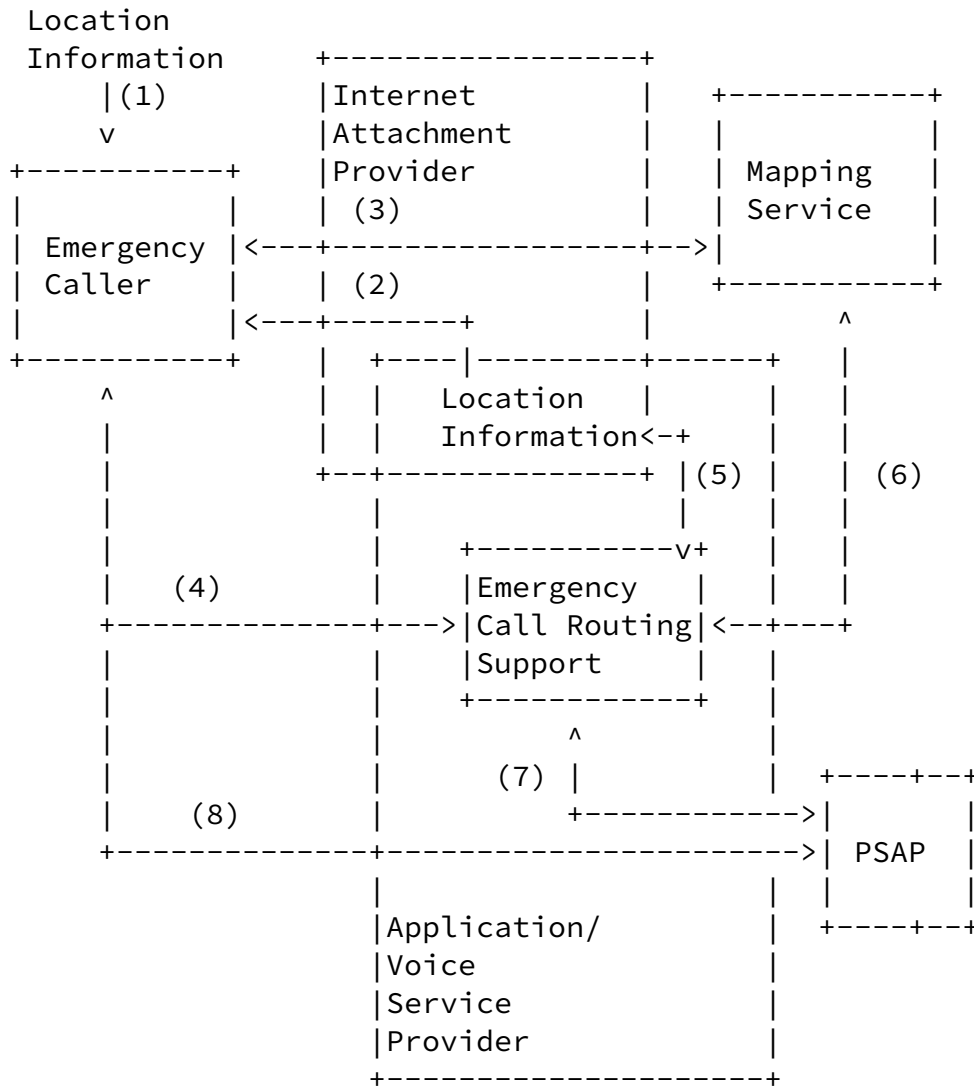 Location
Information
(1)
Internet
Attachment
Provider
Mapping
Service
(3)
Emergency
Caller
(2)
Location
Information
(5)
(6)
(4)
Emergency
Call Routing
Support
(7)
(8)
PSAP
Application/
Voice
Service
Provider